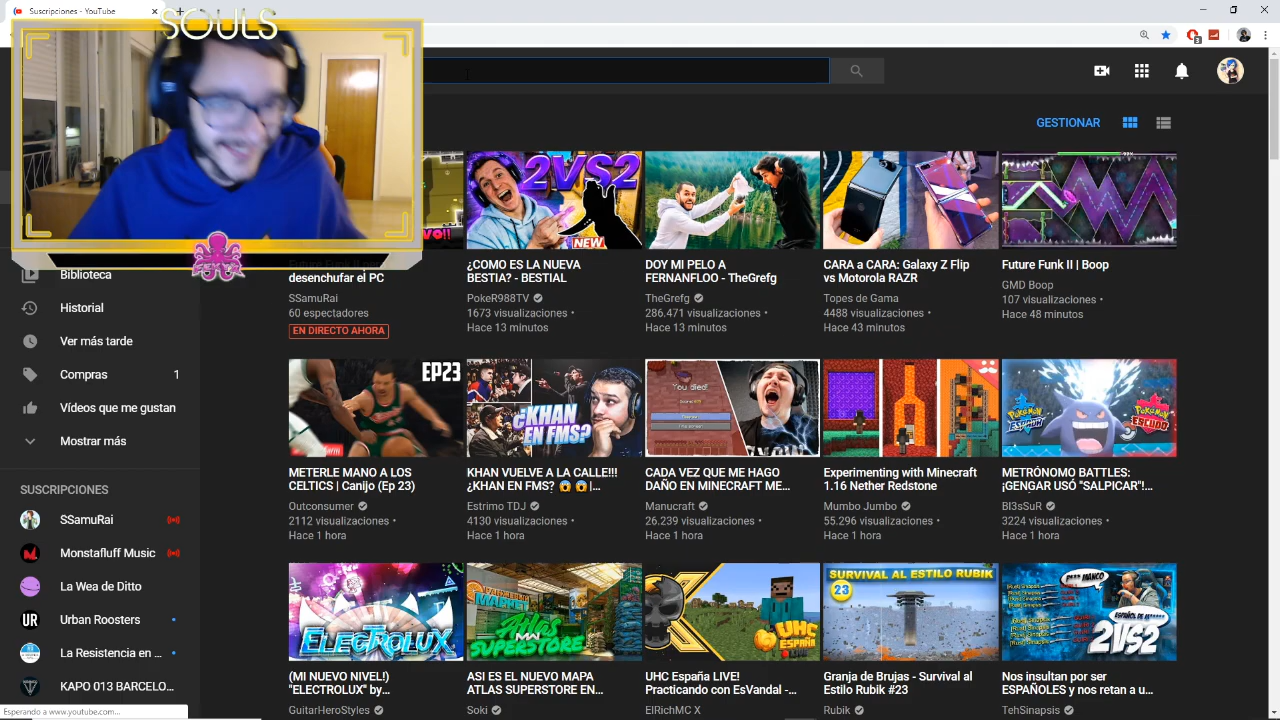 Suscripciones - YouTube
SOULS
3
GESTIONAR
Biblioteca
Historial
Ver más tarde
Compras
1
Vídeos que me gustan
Mostrar más
SUSCRIPCIONES
SSamuRai
Monstafluff Music
La Wea de Ditto
UR
Urban Roosters
La Resistencia en ...
KAPO 013 BARCELO...
desenchufar el PC
SSamuRai
60 espectadores
EN DIRECTO AHORA
2VS2
NEW
¿COMO ES LA NUEVA
BESTIA? - BESTIAL
PokeR988TV
1673 visualizaciones •
Hace 13 minutos
DOY MI PELO A
FERNANFLOO - TheGrefg
TheGrefg
286.471 visualizaciones •
Hace 13 minutos
CARA a CARA: Galaxy Z Flip
vs Motorola RAZR
Topes de Gama
4488 visualizaciones •
Hace 43 minutos
Future Funk II | Boop
GMD Boop
107 visualizaciones •
Hace 48 minutos
EP23
METERLE MANO A LOS
CELTICS | Canijo (Ep 23)
Outconsumer
2112 visualizaciones •
Hace 1 hora
¿KHAN
EN FMS?
KHAN VUELVE A LA CALLE!!!
¿KHAN EN FMS? 😱 😱|...
Estrimo TDJ
4130 visualizaciones •
Hace 1 hora
You died!
CADA VEZ QUE ME HAGO
DAÑO EN MINECRAFT ME...
Manucraft
26.239 visualizaciones •
Hace 1 hora
Experimenting with Minecraft
1.16 Nether Redstone
Mumbo Jumbo
55.296 visualizaciones •
Hace 1 hora
POKéMON
ESPADA
POKéMON
ESCUDO
METRÓNOMO BATTLES:
¡GENGAR USÓ "SALPICAR"!...
BI3sSuR
3224 visualizaciones •
Hace 1 hora
ELECTROLUX
(MI NUEVO NIVEL!)
"ELECTROLUX" by...
GuitarHeroStyles
ATLAS
SUPERSTORE
ASI ES EL NUEVO MAPA
ATLAS SUPERSTORE EN...
Soki
UHC
ESPAÑA
UHC España LIVE!
Practicando con EsVandal -...
ElRichMC X
SURVIVAL AL ESTILO RUBIK
23
Granja de Brujas - Survival al
Estilo Rubik #23
Rubik
2VS2
Nos insultan por ser
ESPAÑOLES y nos retan a u...
TehSinapsis
Esperando a www.youtube.com...